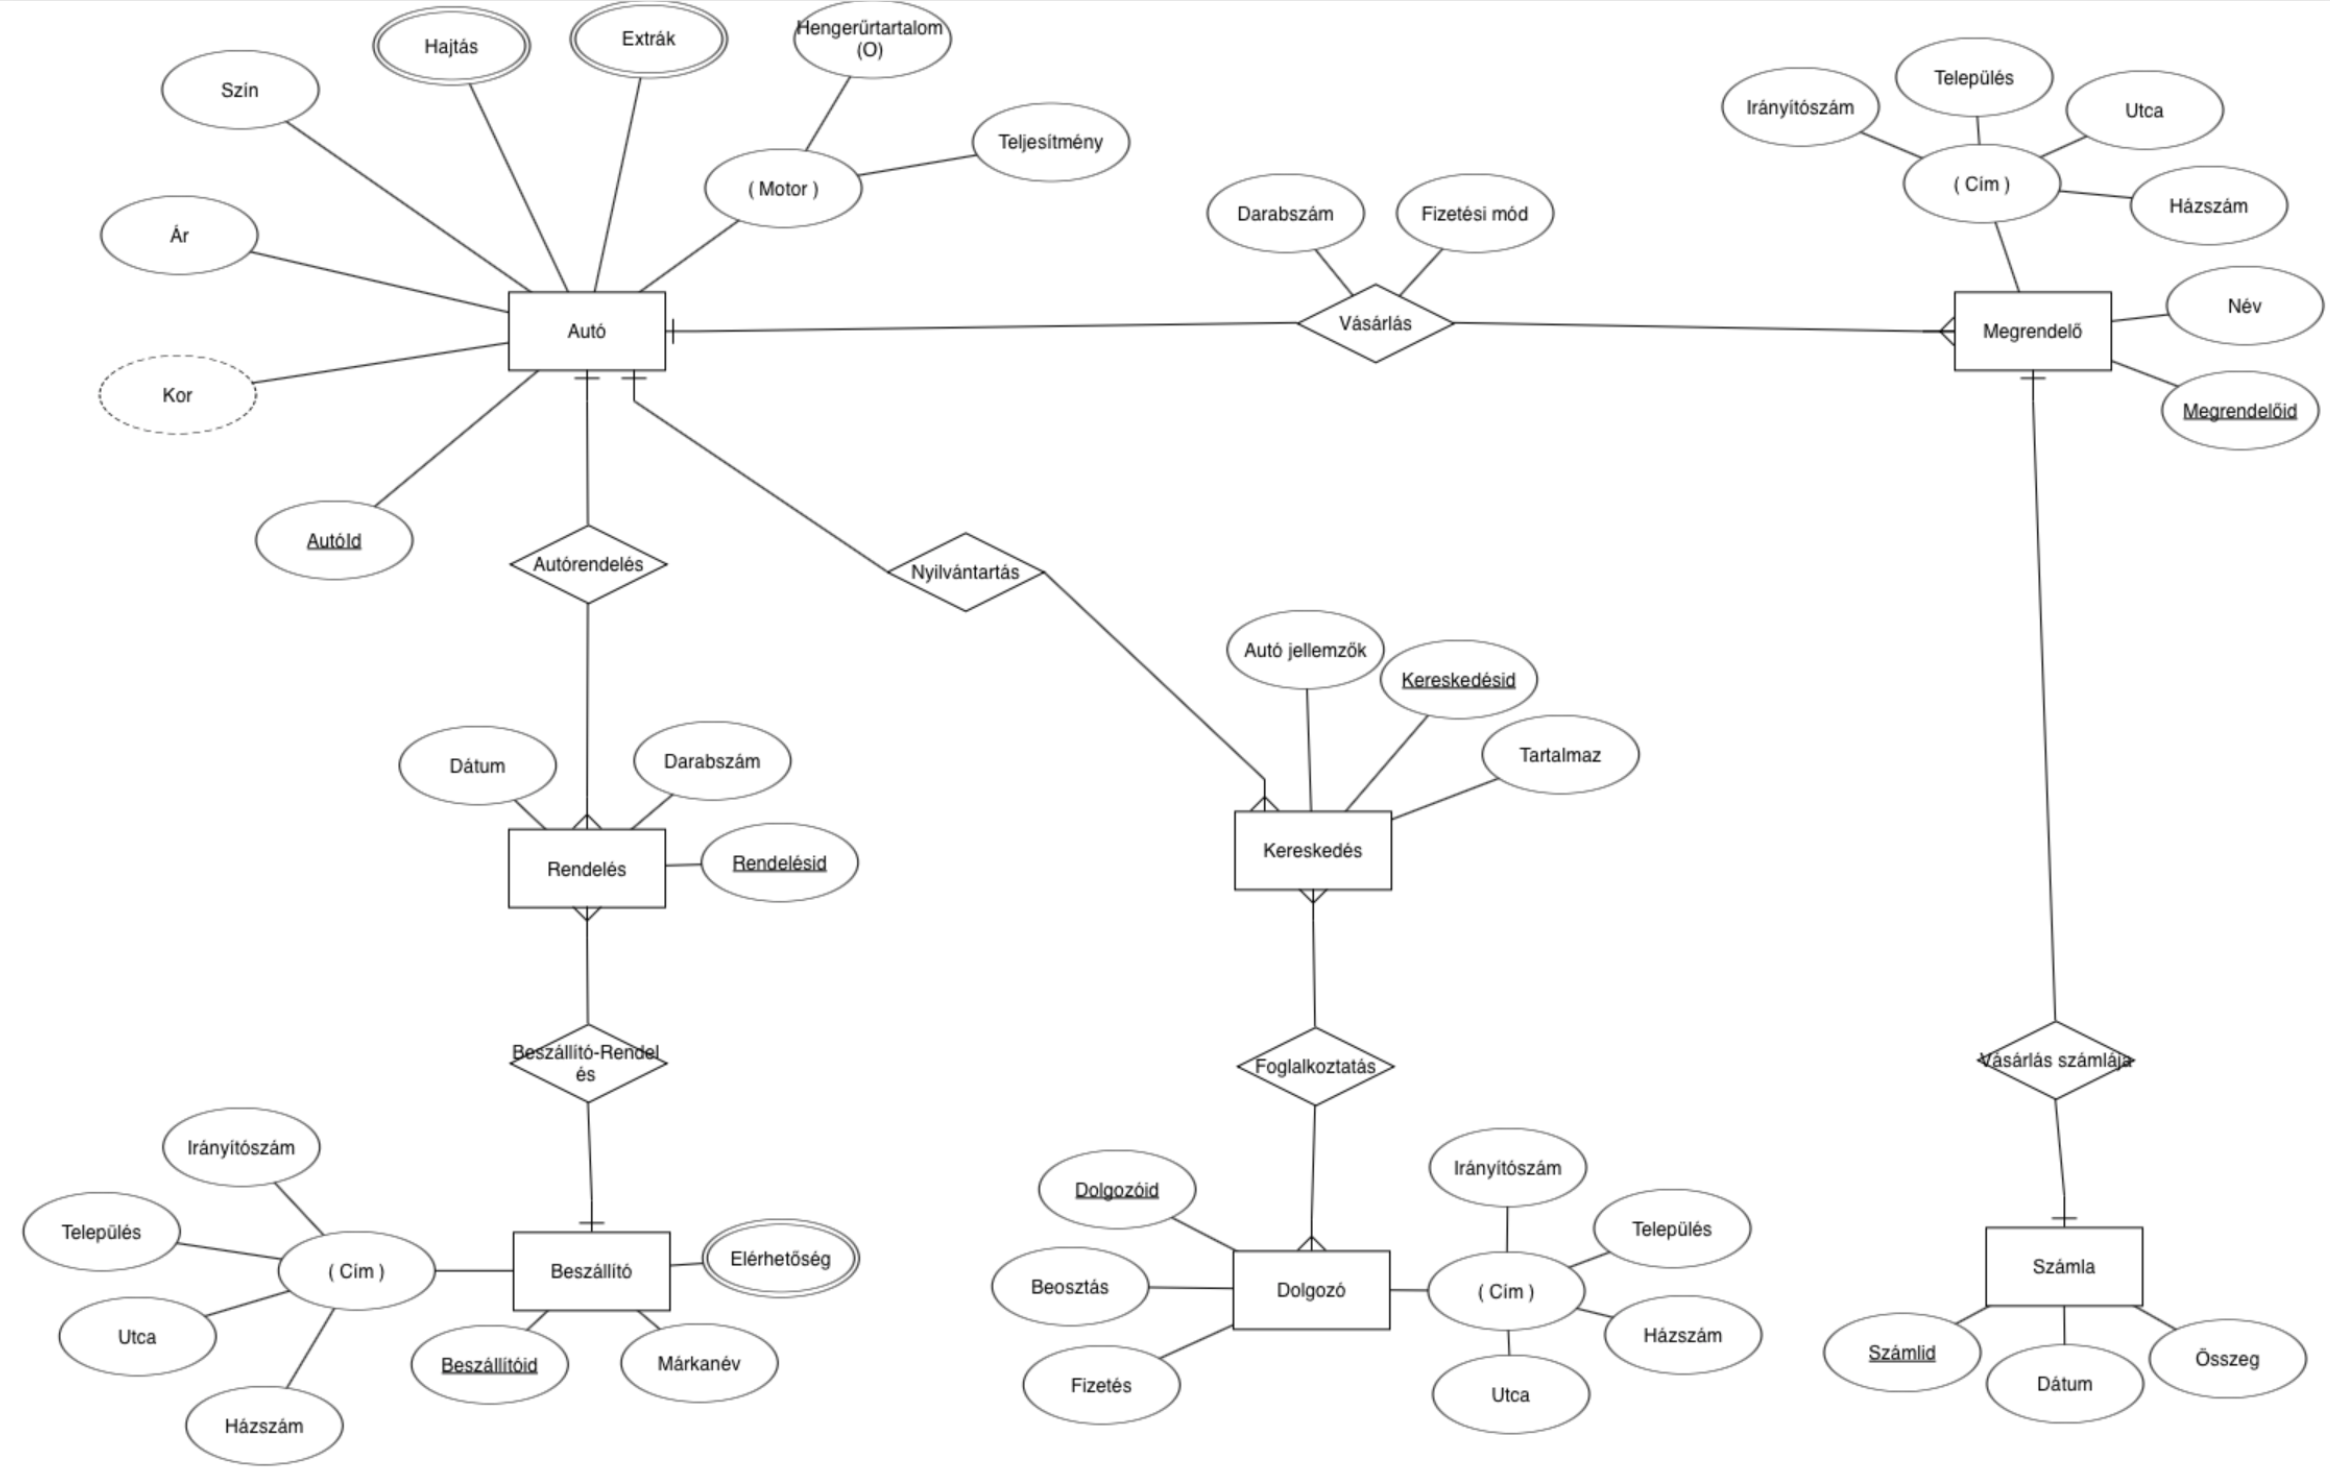 Hajtás
Extrák
Hengerűrtartalom
(O)
Szín
Teljesítmény
( Motor )
Ár
Autó
Kor
AutóId
Darabszám
Fizetési mód
Vásárlás
Irányítószám
Település
Utca
( Cím )
Házszám
Név
Megrendelő
Megrendelőid
Autórendelés
Nyilvántartás
Autó jellemzők
Kereskedésid
Tartalmaz
Kereskedés
Dátum
Darabszám
Rendelés
Rendelésid
Beszállító-Rendel
és
Foglalkoztatás
Vásárlás számlája
Irányítószám
Település
( Cím )
Utca
Házszám
Beszállító
Elérhetőség
Beszállítóid
Márkanév
Dolgozóid
Beosztás
Fizetés
Dolgozó
Irányítószám
Település
( Cím )
Házszám
Utca
Számla
Számlid
Dátum
Összeg